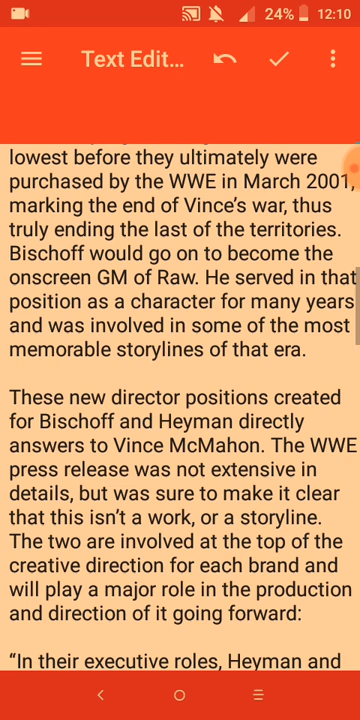 24% 12:10
Text Edit...
lowest before they ultimately were
purchased by the WWE in March 2001,
marking the end of Vince’s war, thus
truly ending the last of the territories.
Bischoff would go on to become the
onscreen GM of Raw. He served in that
position as a character for many years
and was involved in some of the most
memorable storylines of that era.
These new director positions created
for Bischoff and Heyman directly
answers to Vince McMahon. The WWE
press release was not extensive in
details, but was sure to make it clear
that this isn’t a work, or a storyline.
The two are involved at the top of the
creative direction for each brand and
will play a major role in the production
and direction of it going forward:
“In their executive roles, Heyman and